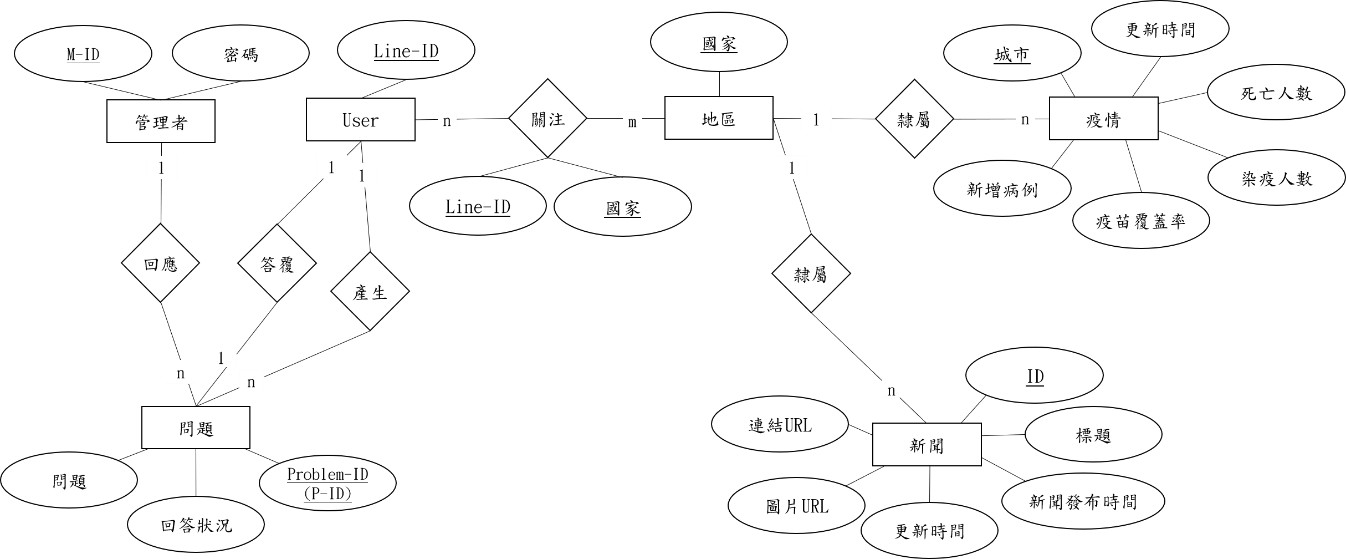 M-ID
密碼
Line-ID
國家
城市
更新時間
死亡人數
管理者
User
n
關注
m
地區
1
隸屬
n
疫情
1
1
1
1
染疫人數
新增病例
疫苗覆蓋率
Line-ID
國家
回應
答覆
產生
隸屬
1
n
n
n
ID
連結URL
標題
問題
新聞
問題
Problem-ID
(P-ID)
回答狀況
圖片URL
更新時間
新聞發布時間